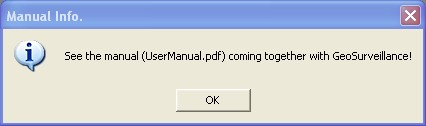 Manual Info.
See the manual (UserManual.pdf) coming together with GeoSurveillance!
OK